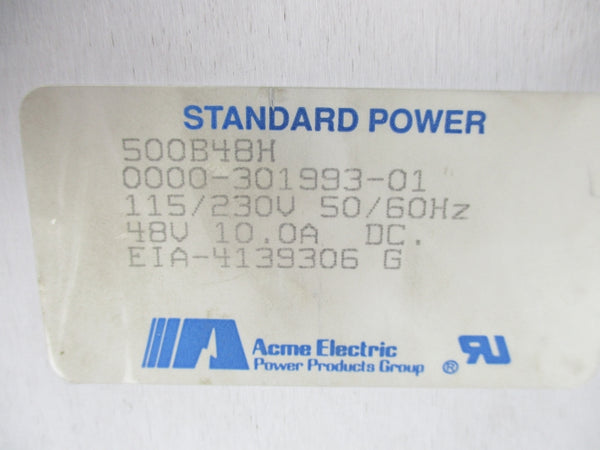 STANDARD POWER
500B48H
0000-301993-01
115/230V 50/60Hz
48V 10.0A DC.
EIA-4139306 G
Acme Electric
Power Products Group ®